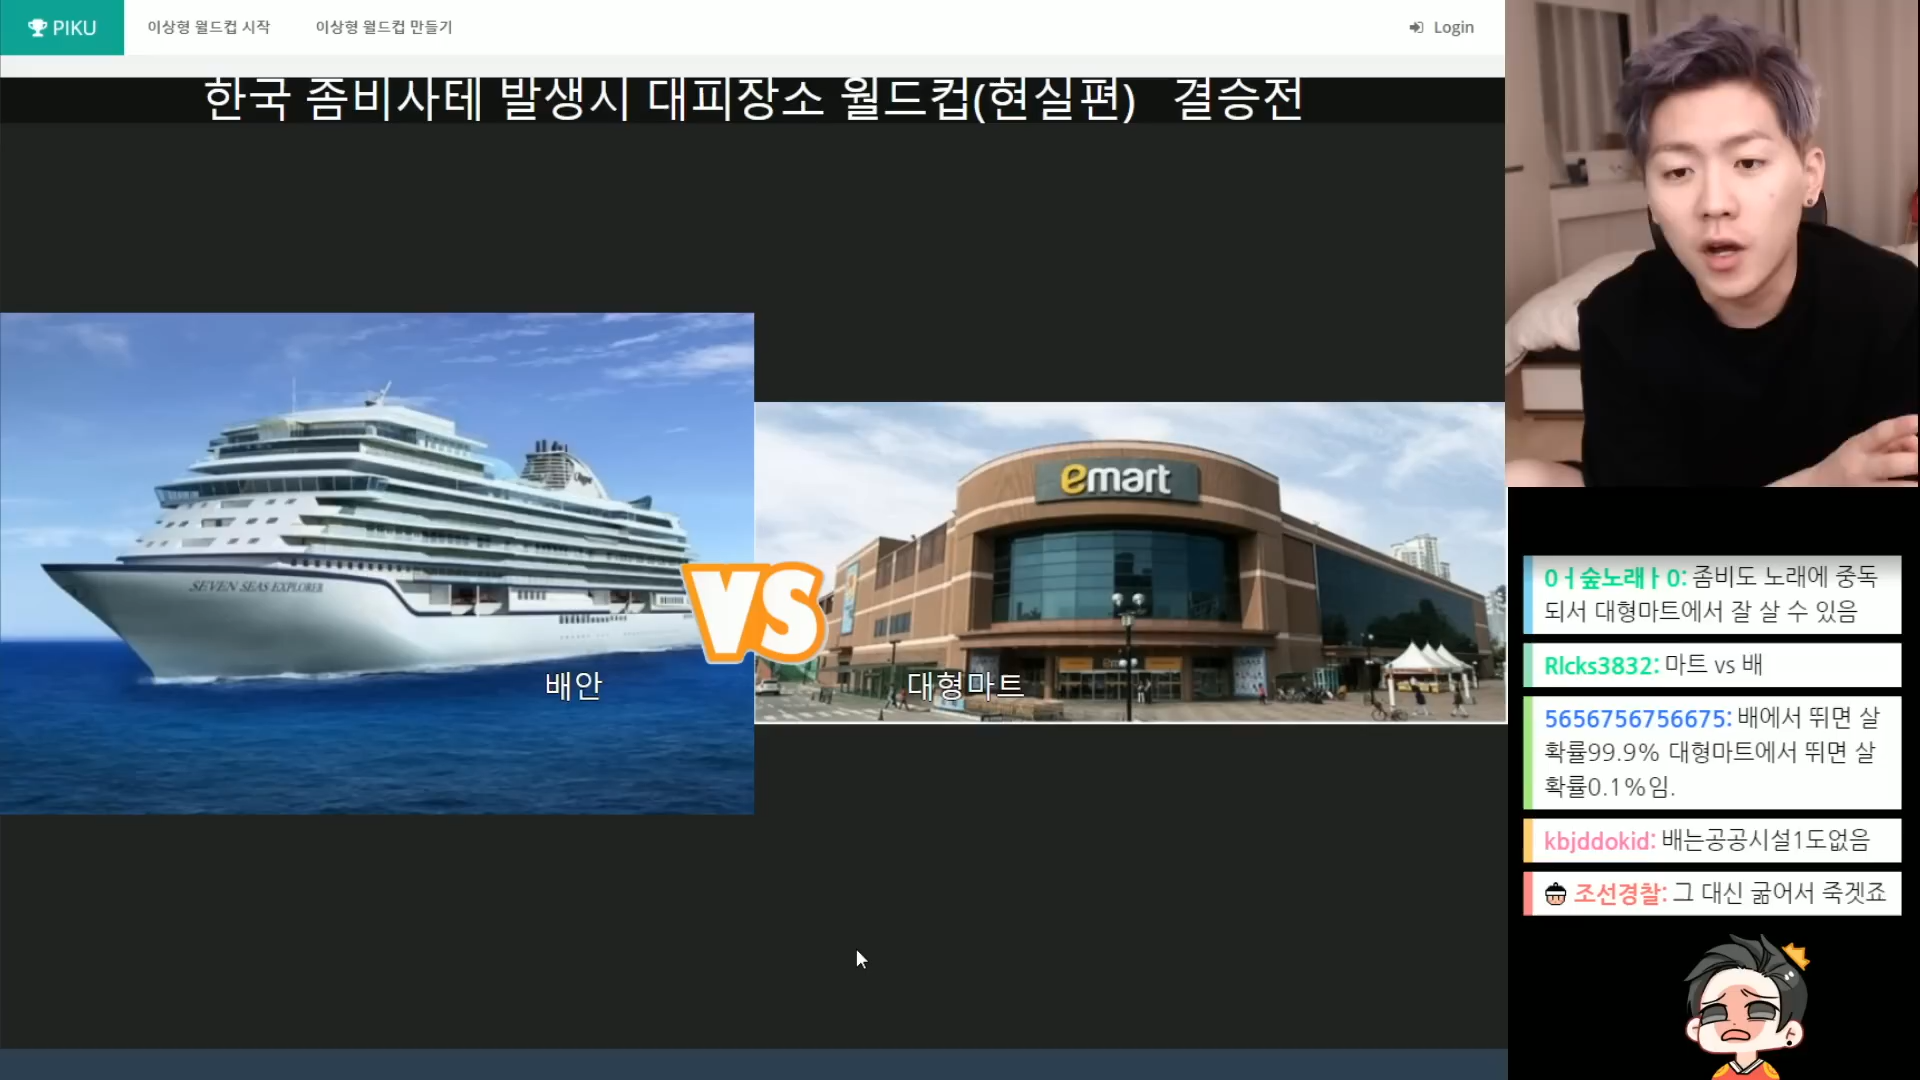 PIKU
이상형 월드컵 시작
이상형 월드컵 만들기
Login
한국 좀비사테 발생시 대피장소 월드컵(현실편) 결승전
SEVEN SEAS EXPLORER
emart
VS
배안
대형마트
0ㅓ숲노래ㅏ0: 좀비도 노래에 중독
되서 대형마트에서 잘 살 수 있음
Rlcks3832: 마트 vs 배
5656756756675: 배에서 뛰면 살
확률99.9% 대형마트에서 뛰면 살
확률0.1%임.
kbjddokid: 배는공공시설1도없음
조선경찰: 그 대신 굶어서 죽겟죠